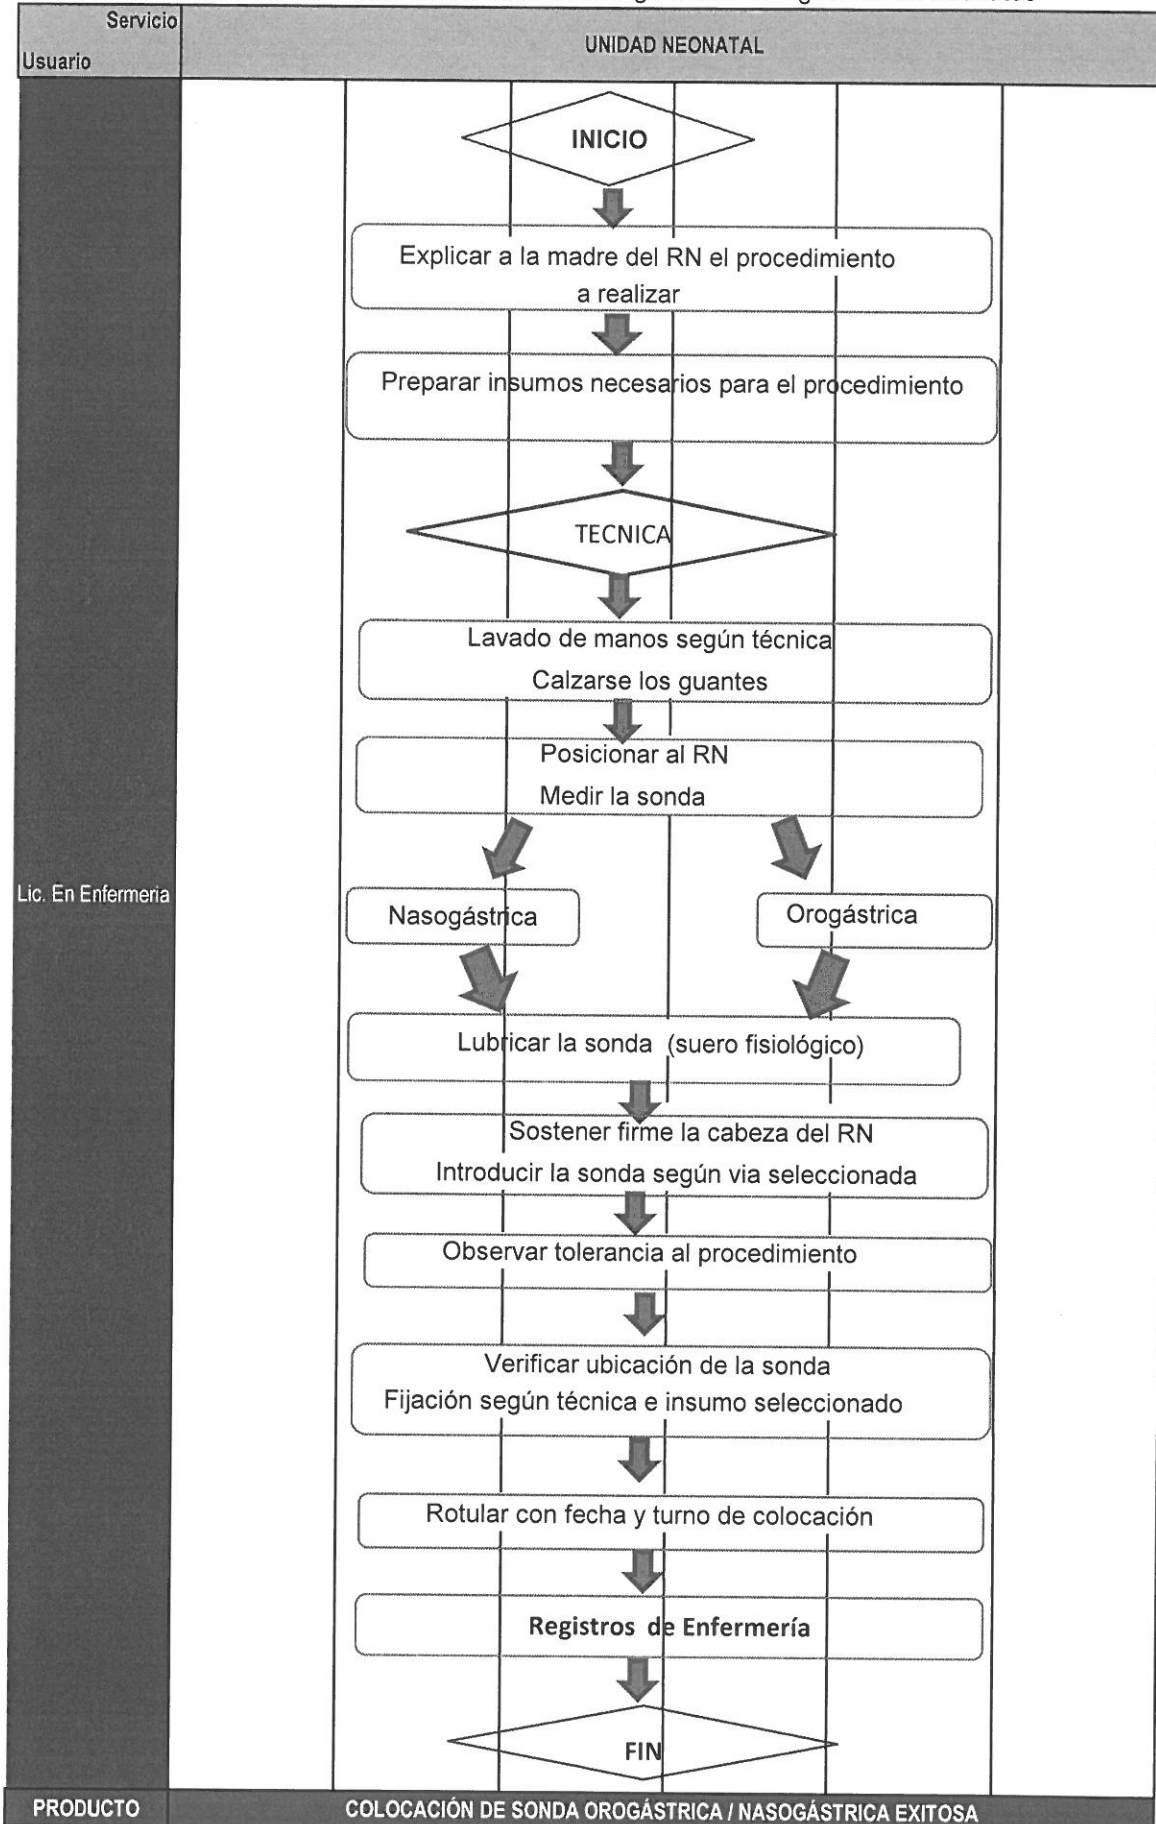 Servicio
Usuario
UNIDAD NEONATAL
INICIO
Explicar a la madre del RN el procedimiento
a realizar
Preparar insumos necesarios para el procedimiento
TECNICA
Lavado de manos según técnica
Calzarse los guantes
Posicionar al RN
Medir la sonda
Lic. En Enfermeria
Nasogástrica
Orogástrica
Lubricar la sonda (suero fisiológico)
Sostener firme la cabeza del RN
Introducir la sonda según via seleccionada
Observar tolerancia al procedimiento
Verificar ubicación de la sonda
Fijación según técnica e insumo seleccionado
Rotular con fecha y turno de colocación
Registros de Enfermería
FIN
PRODUCTO
COLOCACIÓN DE SONDA OROGÁSTRICA / NASOGÁSTRICA EXITOSA